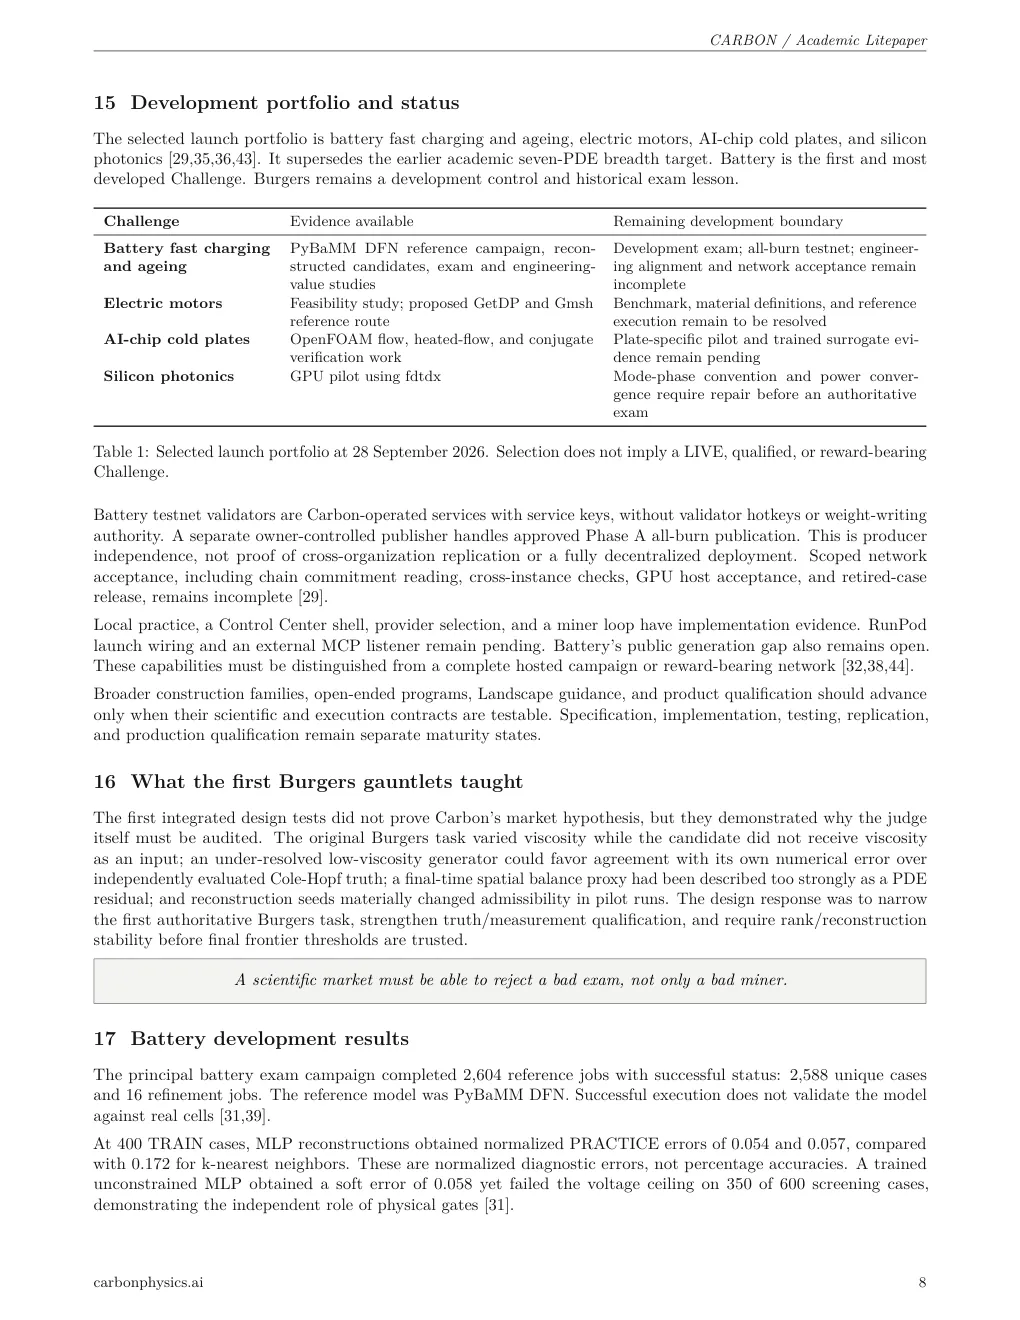 CARBON / Academic Litepaper
15 Development portfolio and status
The selected launch portfolio is battery fast charging and ageing, electric motors, AI-chip cold plates, and silicon
photonics [29,35,36,43]. It supersedes the earlier academic seven-PDE breadth target. Battery is the first and most
developed Challenge. Burgers remains a development control and historical exam lesson.
Challenge Evidence available Remaining development boundary
Battery fast charging PyBaMM DFN reference campaign, recon- Development exam; all-burn testnet; engineer-
and ageing structed candidates, exam and engineering- ing alignment and network acceptance remain
value studies incomplete
Electric motors Feasibility study; proposed GetDP and Gmsh Benchmark, material definitions, and reference
reference route execution remain to be resolved
AI-chip cold plates OpenFOAM flow, heated-flow, and conjugate Plate-specific pilot and trained surrogate evi-
verification work dence remain pending
Silicon photonics GPU pilot using fdtdx Mode-phase convention and power conver-
gence require repair before an authoritative
exam
Table 1: Selected launch portfolio at 28 September 2026. Selection does not imply a LIVE, qualified, or reward-bearing
Challenge.
Battery testnet validators are Carbon-operated services with service keys, without validator hotkeys or weight-writing
authority. A separate owner-controlled publisher handles approved Phase A all-burn publication. This is producer
independence, not proof of cross-organization replication or a fully decentralized deployment. Scoped network
acceptance, including chain commitment reading, cross-instance checks, GPU host acceptance, and retired-case
release, remains incomplete [29].
Local practice, a Control Center shell, provider selection, and a miner loop have implementation evidence. RunPod
launch wiring and an external MCP listener remain pending. Battery's public generation gap also remains open.
These capabilities must be distinguished from a complete hosted campaign or reward-bearing network [32,38,44].
Broader construction families, open-ended programs, Landscape guidance, and product qualification should advance
only when their scientific and execution contracts are testable. Specification, implementation, testing, replication,
and production qualification remain separate maturity states.
16 What the first Burgers gauntlets taught
The first integrated design tests did not prove Carbon's market hypothesis, but they demonstrated why the judge
itself must be audited. The original Burgers task varied viscosity while the candidate did not receive viscosity
as an input; an under-resolved low-viscosity generator could favor agreement with its own numerical error over
independently evaluated Cole-Hopf truth; a final-time spatial balance proxy had been described too strongly as a PDE
residual; and reconstruction seeds materially changed admissibility in pilot runs. The design response was to narrow
the first authoritative Burgers task, strengthen truth/measurement qualification, and require rank/reconstruction
stability before final frontier thresholds are trusted.
A scientific market must be able to reject a bad exam, not only a bad miner.
17 Battery development results
The principal battery exam campaign completed 2,604 reference jobs with successful status: 2,588 unique cases
and 16 refinement jobs. The reference model was PyBaMM DFN. Successful execution does not validate the model
against real cells [31,39].
At 400 TRAIN cases, MLP reconstructions obtained normalized PRACTICE errors of 0.054 and 0.057, compared
with 0.172 for k-nearest neighbors. These are normalized diagnostic errors, not percentage accuracies. A trained
unconstrained MLP obtained a soft error of 0.058 yet failed the voltage ceiling on 350 of 600 screening cases,
demonstrating the independent role of physical gates [31].
carbonphysics.ai 8